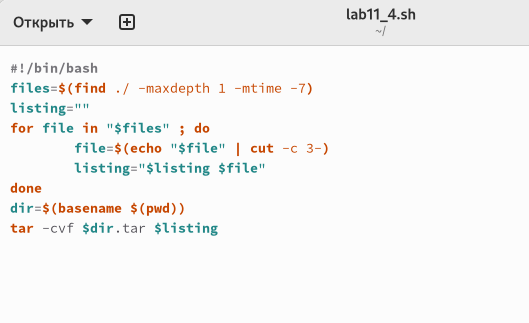 Открыть
lab11_4.sh
~/
#!/bin/bash
files=$(find ./ -maxdepth 1 -mtime -7)
listing=""
for file in "$files" ; do
        file=$(echo "$file" | cut -c 3-)
        listing="$listing $file"
done
dir=$(basename $(pwd))
tar -cvf $dir.tar $listing